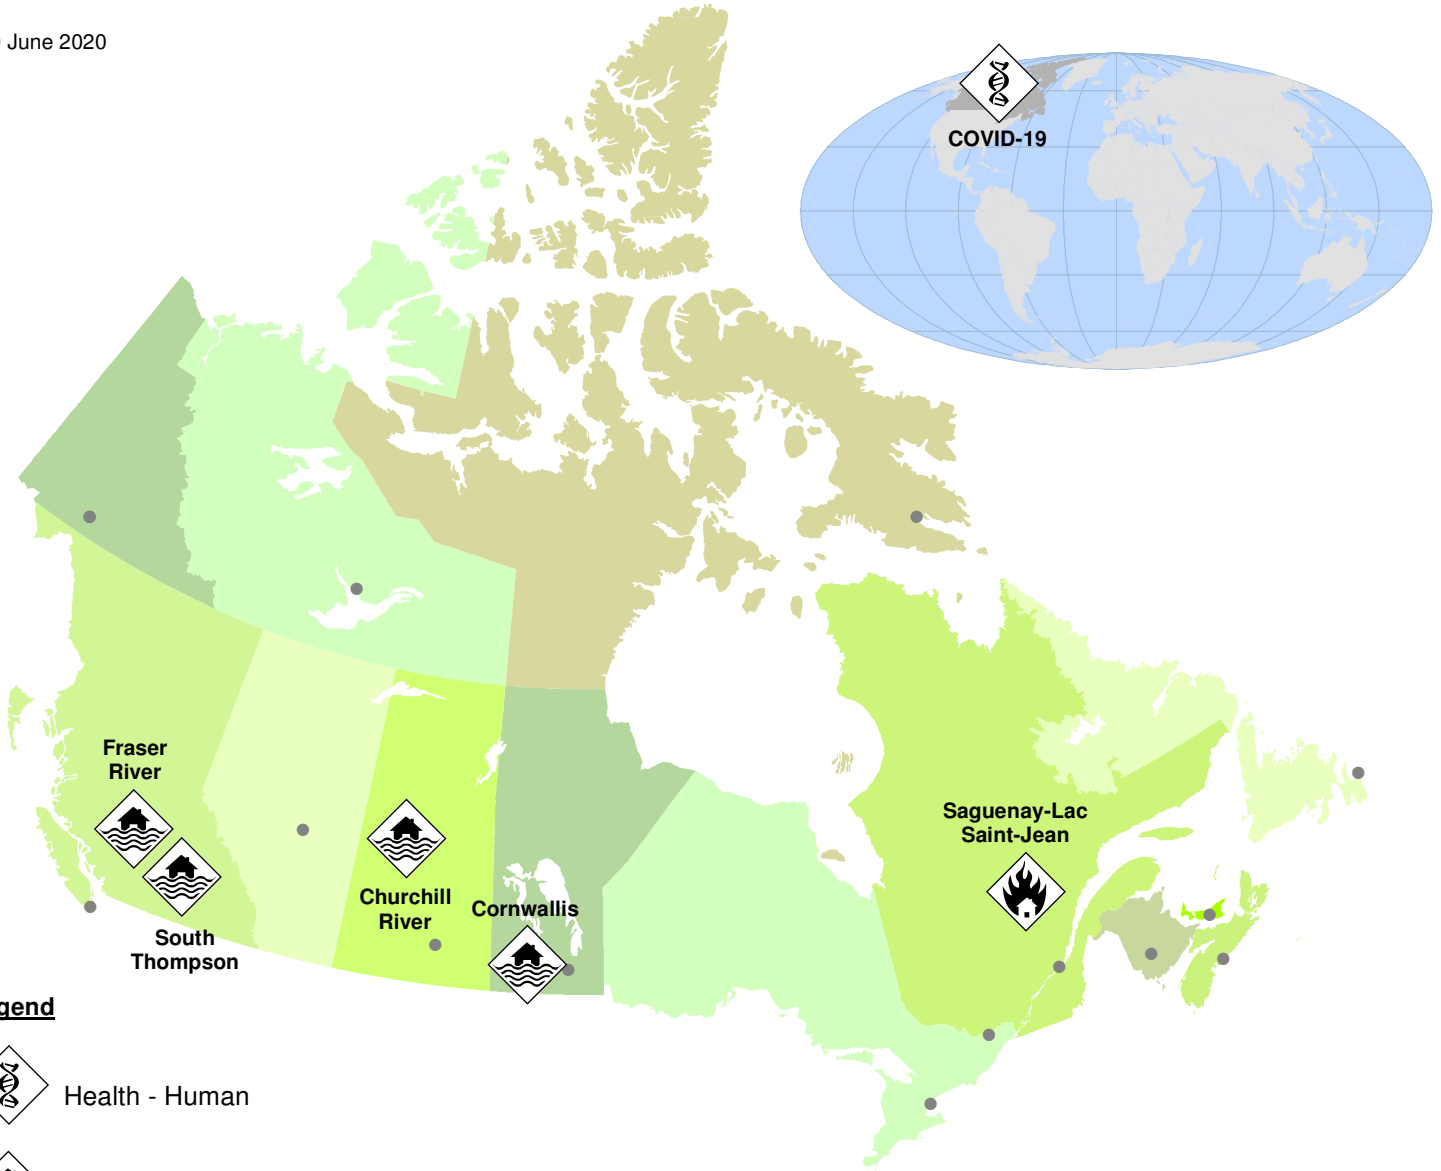 June 2020
COVID-19
Fraser
River
South
Thompson
Churchill
River
Cornwallis
Saguenay-Lac
Saint-Jean
gend
Health - Human